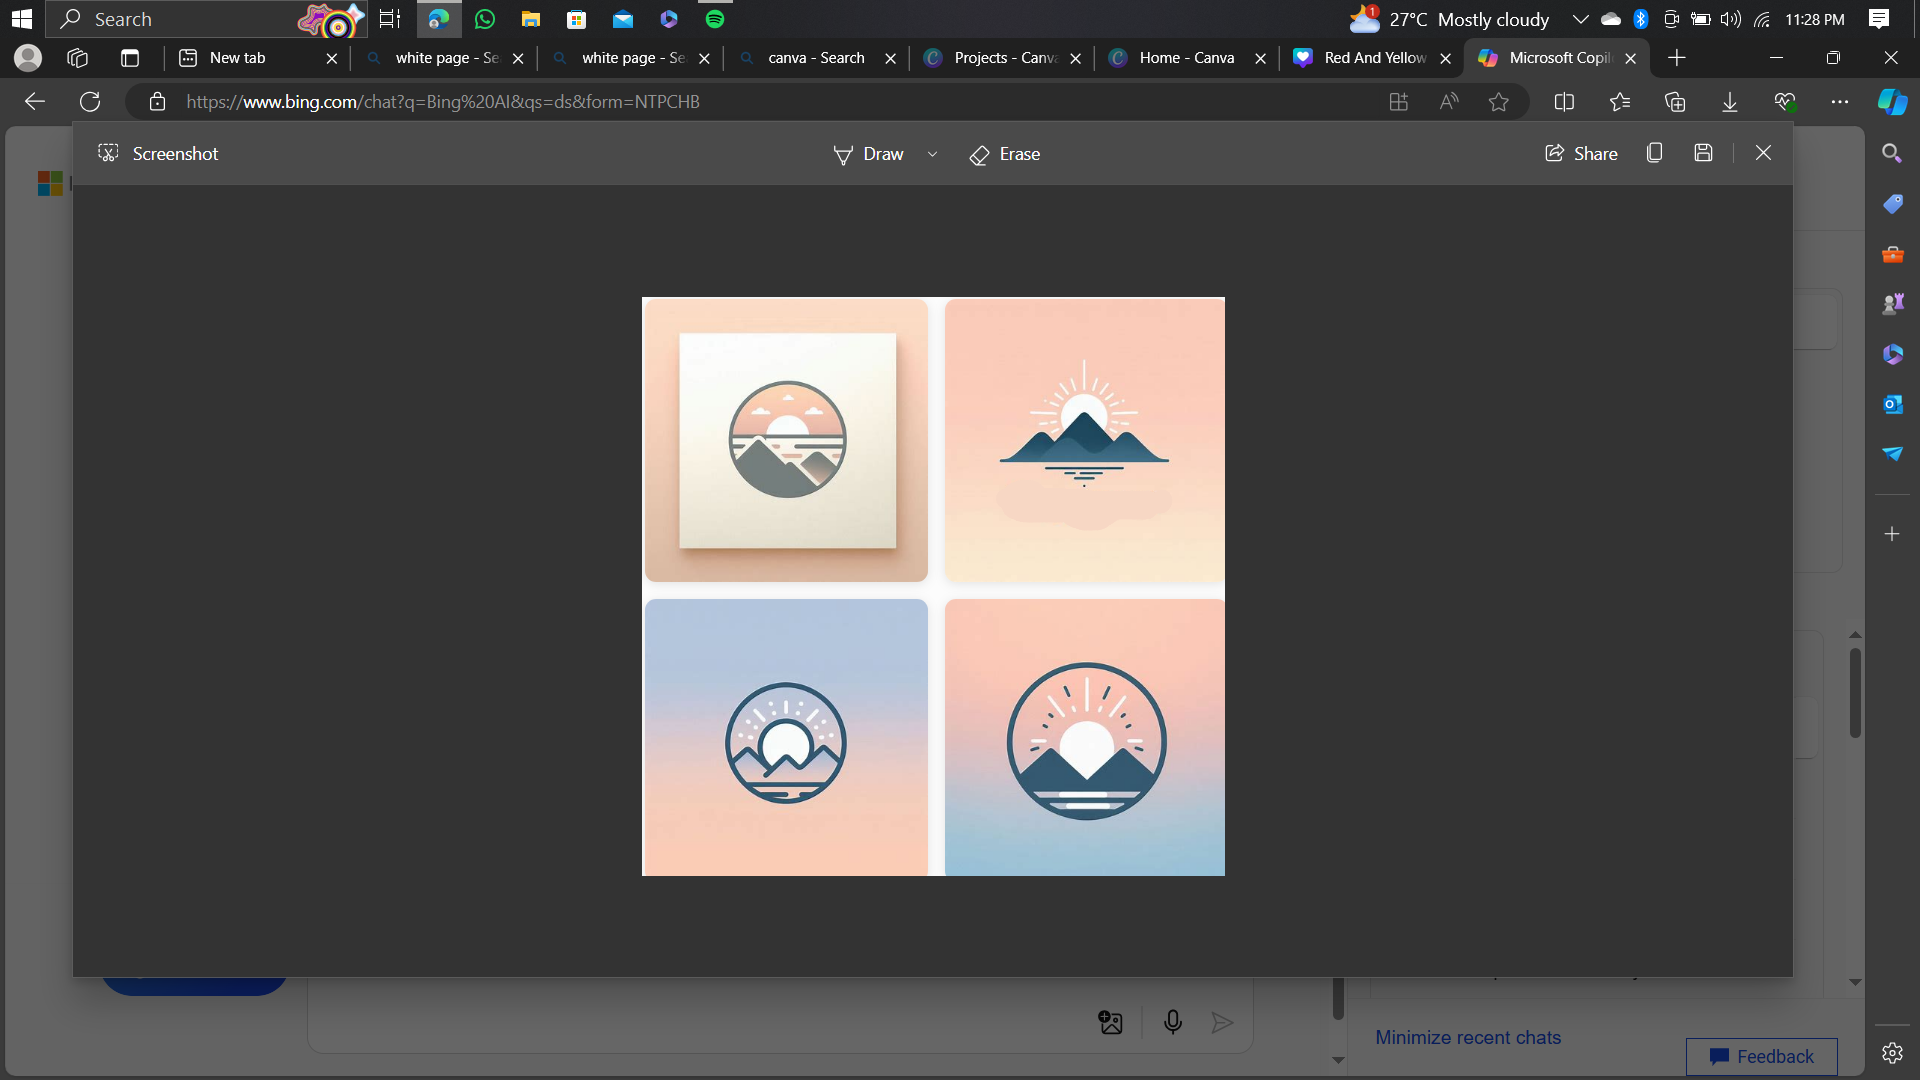 Search
1
27°C Mostly cloudy
11:28 PM
New tab
white page - Se
white page - Se
canva - Search
Projects - Canva
Home - Canva
Red And Yellow
Microsoft Copil
https://www.bing.com/chat?q=Bing%20AI&qs=ds&form=NTPCHB
Screenshot
Draw
Erase
Share
Minimize recent chats
Feedback